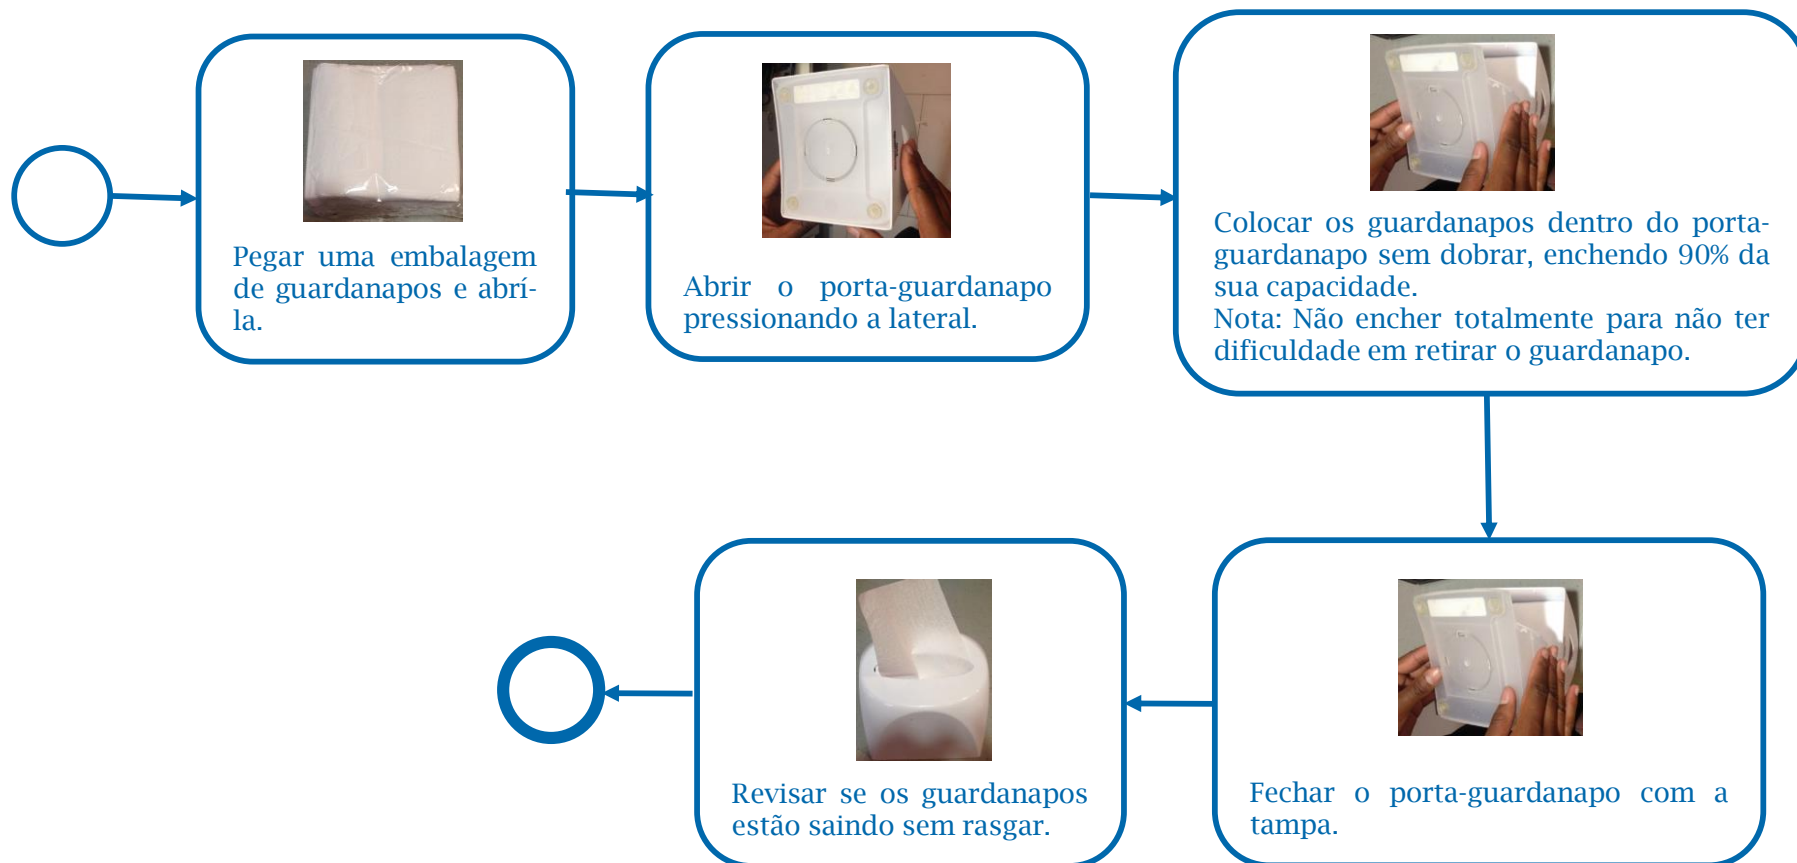 Pegar uma embalagem
de guardanapos e abrí-
la.
Abrir o porta-guardanapo
pressionando a lateral.
Colocar os guardanapos dentro do porta-
guardanapo sem dobrar, enchendo 90% da
sua capacidade.
Nota: Não encher totalmente para não ter
dificuldade em retirar o guardanapo.
Revisar se os guardanapos
estão saindo sem rasgar.
Fechar o porta-guardanapo com a
tampa.